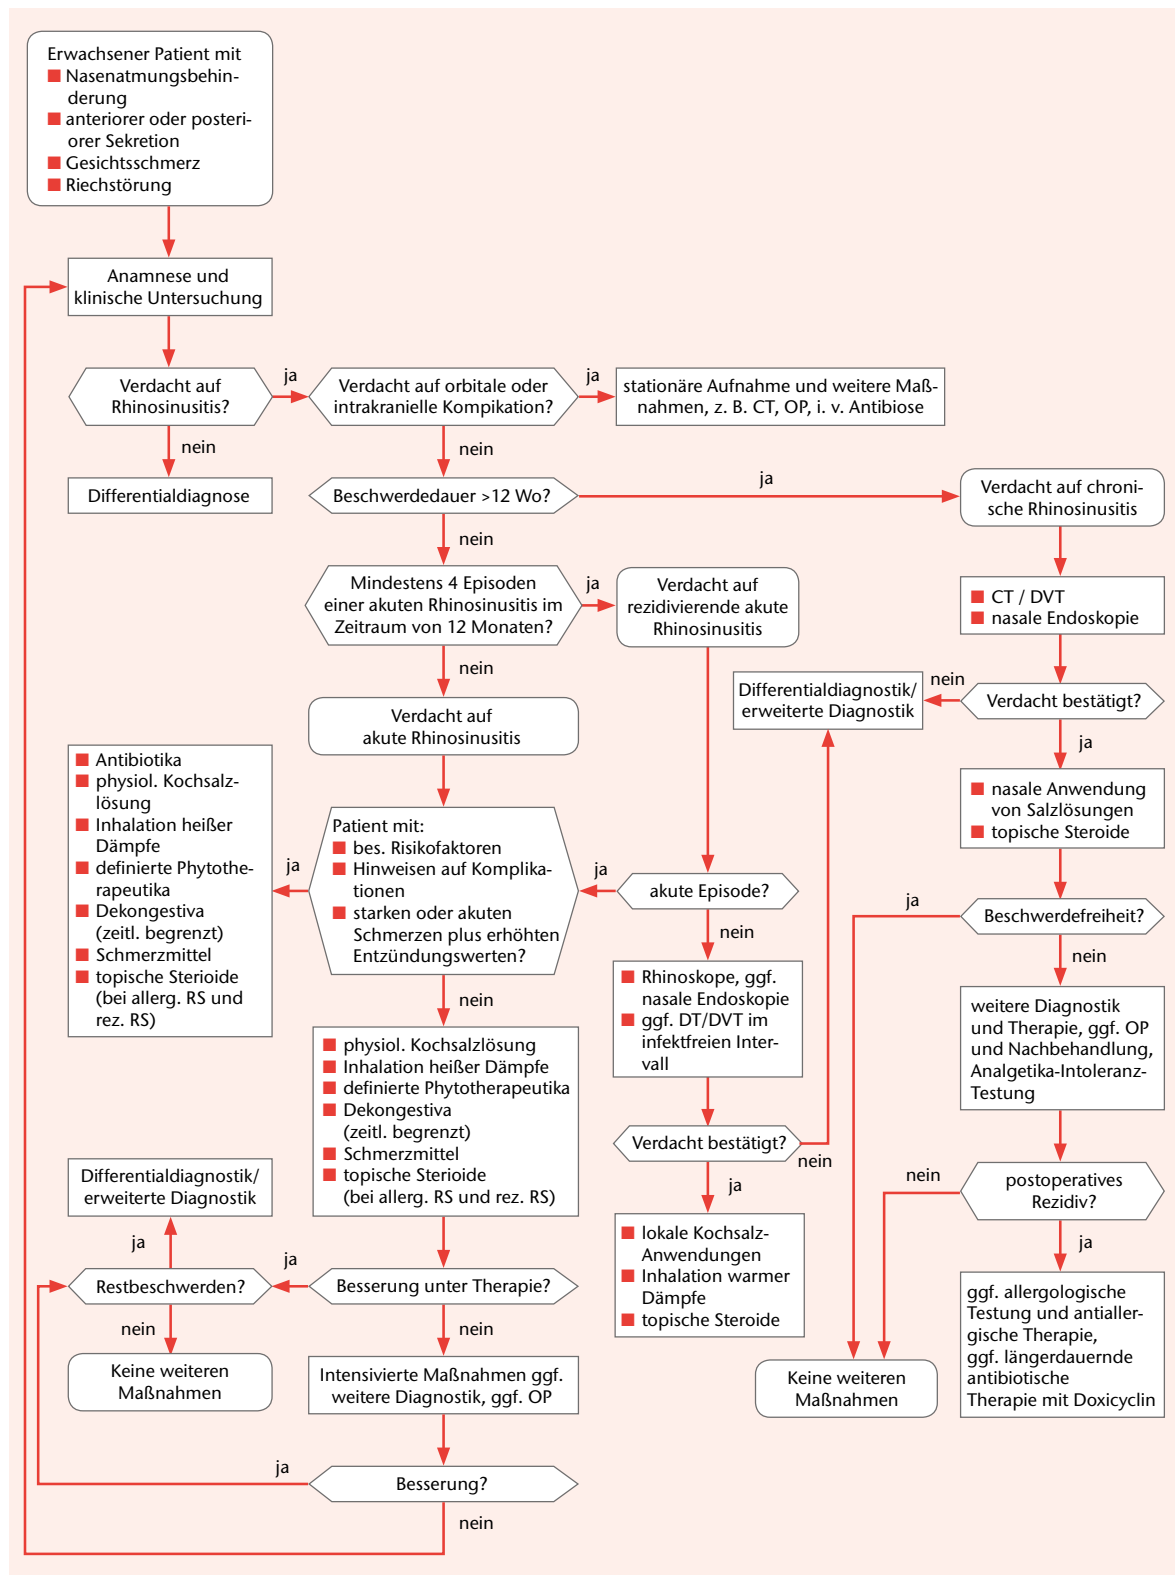 Erwachsener Patient mit
■ Nasenatmungsbehin-
derung
■ anteriorer oder posteri-
orer Sekretion
■ Gesichtsschmerz
■ Riechstörung
Anamnese und
klinische Untersuchung
Verdacht auf
Rhinosinusitis?
ja
Verdacht auf orbitale oder
intrakranielle Kompikation?
ja
stationäre Aufnahme und weitere Maß-
nahmen, z. B. CT, OP, i. v. Antibiose
nein
nein
Differentialdiagnose
Beschwerdedauer >12 Wo?
ja
Verdacht auf chroni-
sche Rhinosinusitis
nein
Mindestens 4 Episoden
einer akuten Rhinosinusitis im
Zeitraum von 12 Monaten?
ja
Verdacht auf
rezidivierende akute
Rhinosinusitis
■ CT / DVT
■ nasale Endoskopie
nein
Verdacht auf
akute Rhinosinusitis
Differentialdiagnostik/
erweiterte Diagnostik
nein
Verdacht bestätigt?
ja
■ Antibiotika
■ physiol. Kochsalz-
lösung
■ Inhalation heißer
Dämpfe
■ definierte Phytothe-
rapeutika
■ Dekongestiva
(zeitl. begrenzt)
■ Schmerzmittel
■ topische Sterioide
(bei allerg. RS und
rez. RS)
ja
Patient mit:
■ bes. Risikofaktoren
■ Hinweisen auf Komplika-
tionen
■ starken oder akuten
Schmerzen plus erhöhten
Entzündungswerten?
ja
akute Episode?
■ nasale Anwendung
von Salzlösungen
■ topische Steroide
ja
Beschwerdefreiheit?
nein
nein
nein
■ Rhinoskope, ggf.
nasale Endoskopie
■ ggf. DT/DVT im
infektfreien Inter-
vall
weitere Diagnostik
und Therapie, ggf. OP
und Nachbehandlung,
Analgetika-Intoleranz-
Testung
■ physiol. Kochsalzlösung
■ Inhalation heißer Dämpfe
■ definierte Phytotherapeutika
■ Dekongestiva
(zeitl. begrenzt)
■ Schmerzmittel
■ topische Sterioide
(bei allerg. RS und rez. RS)
Verdacht bestätigt?
nein
ja
nein
postoperatives
Rezidiv?
ja
Differentialdiagnostik/
erweiterte Diagnostik
ja
■ lokale Kochsalz-
Anwendungen
■ Inhalation warmer
Dämpfe
■ topische Steroide
Restbeschwerden?
ja
Besserung unter Therapie?
nein
nein
ggf. allergologische
Testung und antialler-
gische Therapie,
ggf. längerdauernde
antibiotische
Therapie mit Doxicyclin
Keine weiteren
Maßnahmen
Intensivierte Maßnahmen ggf.
weitere Diagnostik, ggf. OP
Keine weiteren
Maßnahmen
ja
Besserung?
nein